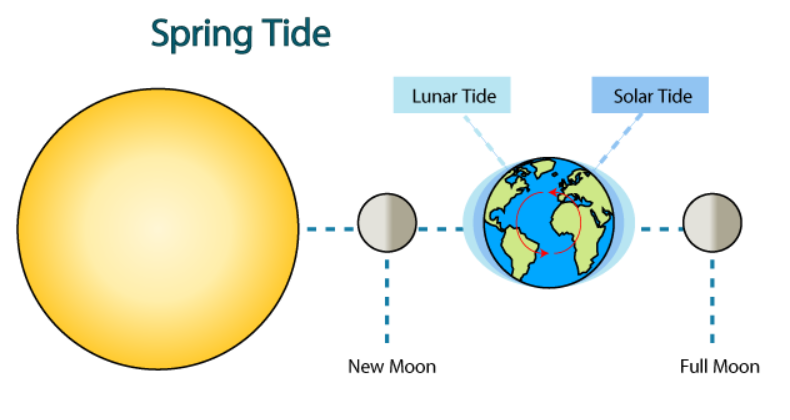 Spring Tide
Lunar Tide
Solar Tide
New Moon
Full Moon